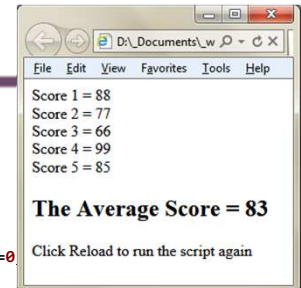 D:\_Documents\_w
File Edit View Favorites Tools Help
Score 1 = 88
Score 2 = 77
Score 3 = 66
Score 4 = 99
Score 5 = 85
The Average Score = 83
=0
Click Reload to run the script again